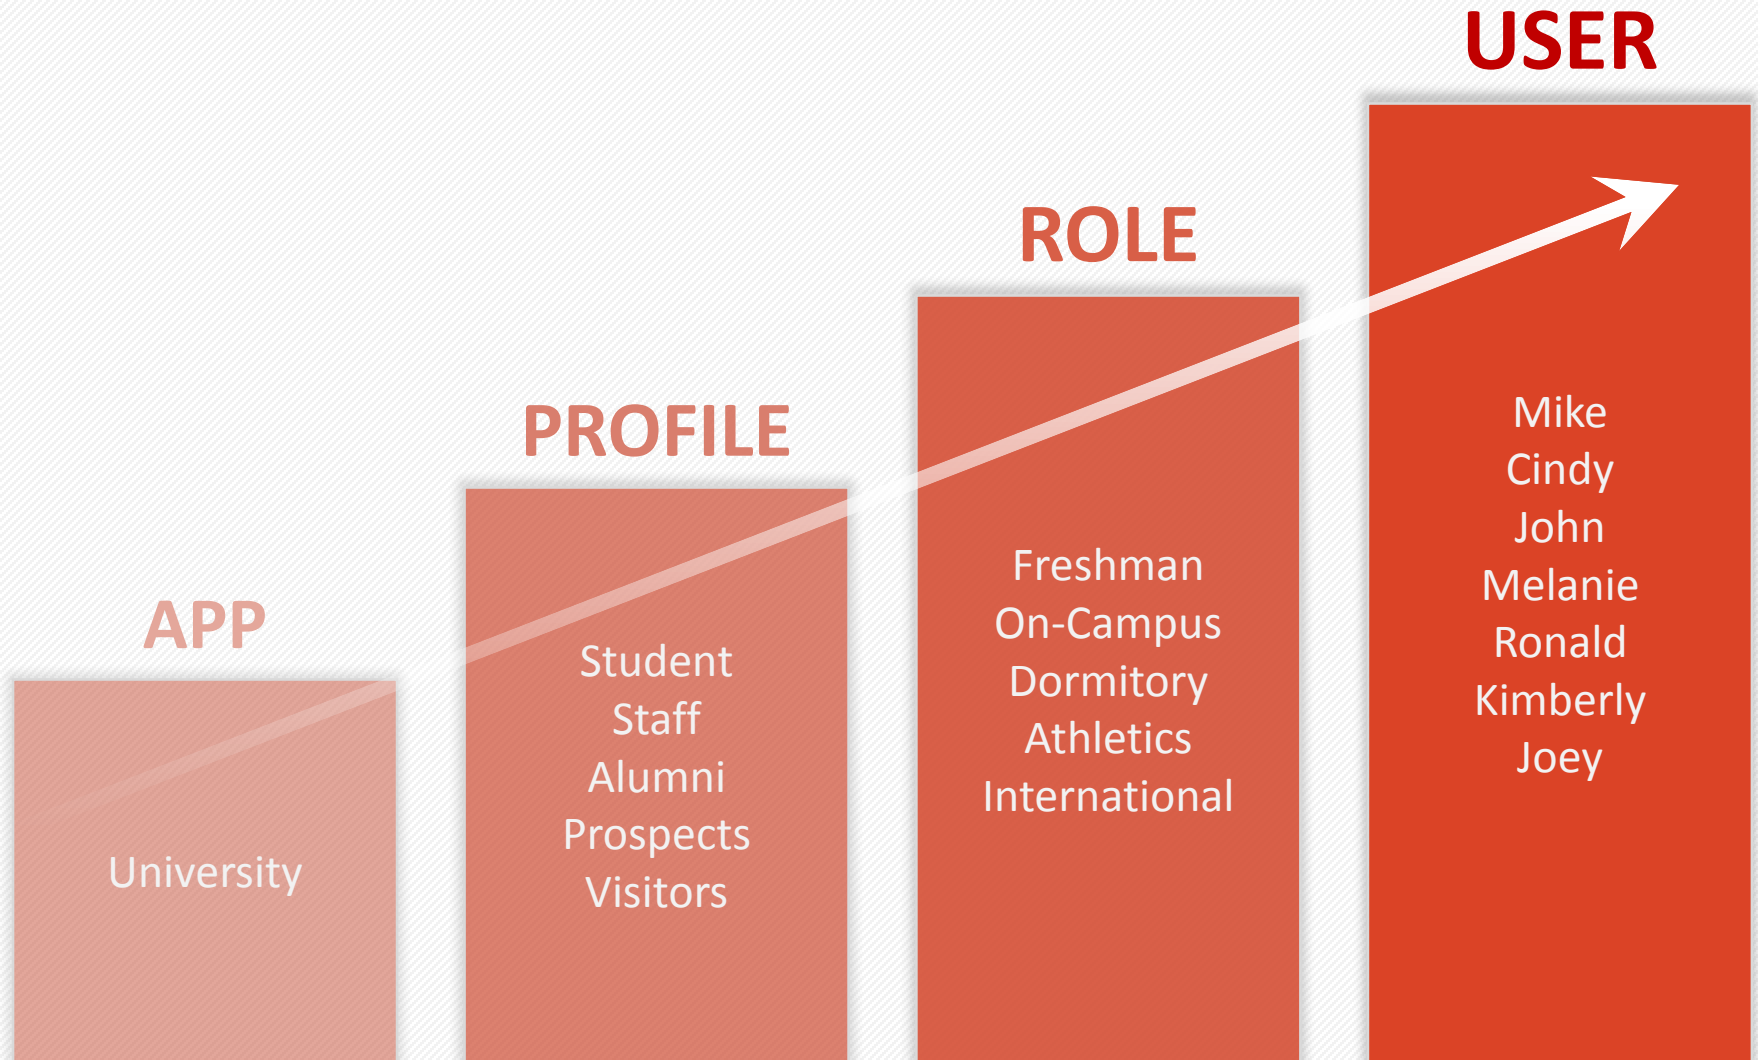 APP
University
PROFILE
Student
Staff
Alumni
Prospects
Visitors
ROLE
Freshman
On-Campus
Dormitory
Athletics
International
USER
Mike
Cindy
John
Melanie
Ronald
Kimberly
Joey